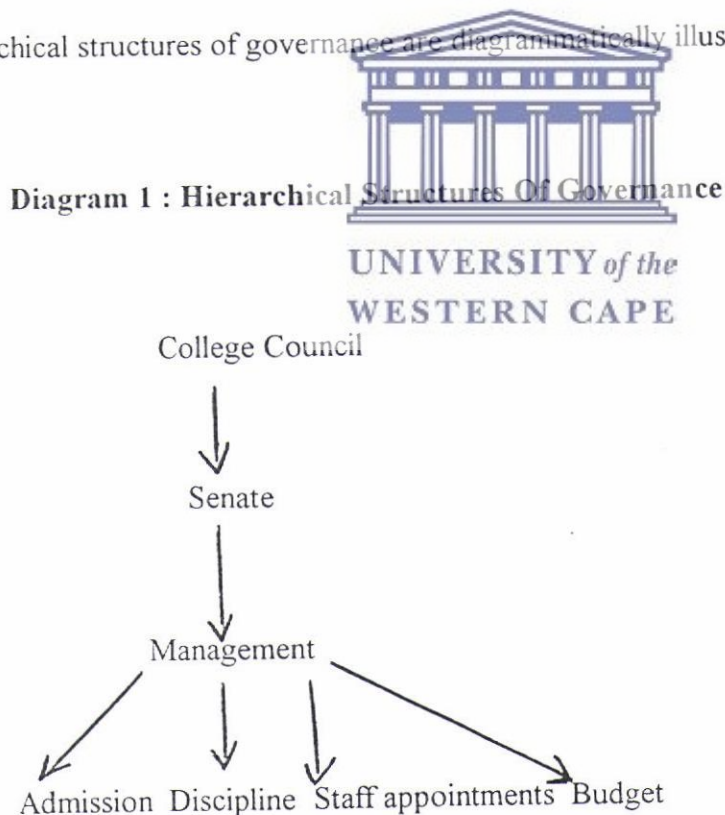 chical structures of governance are diagrammatically illus
Diagram 1 : Hierarchical Structures Of Governance
UNIVERSITY of the
WESTERN CAPE
College Council
Senate
Management
Admission Discipline Staff appointments Budget